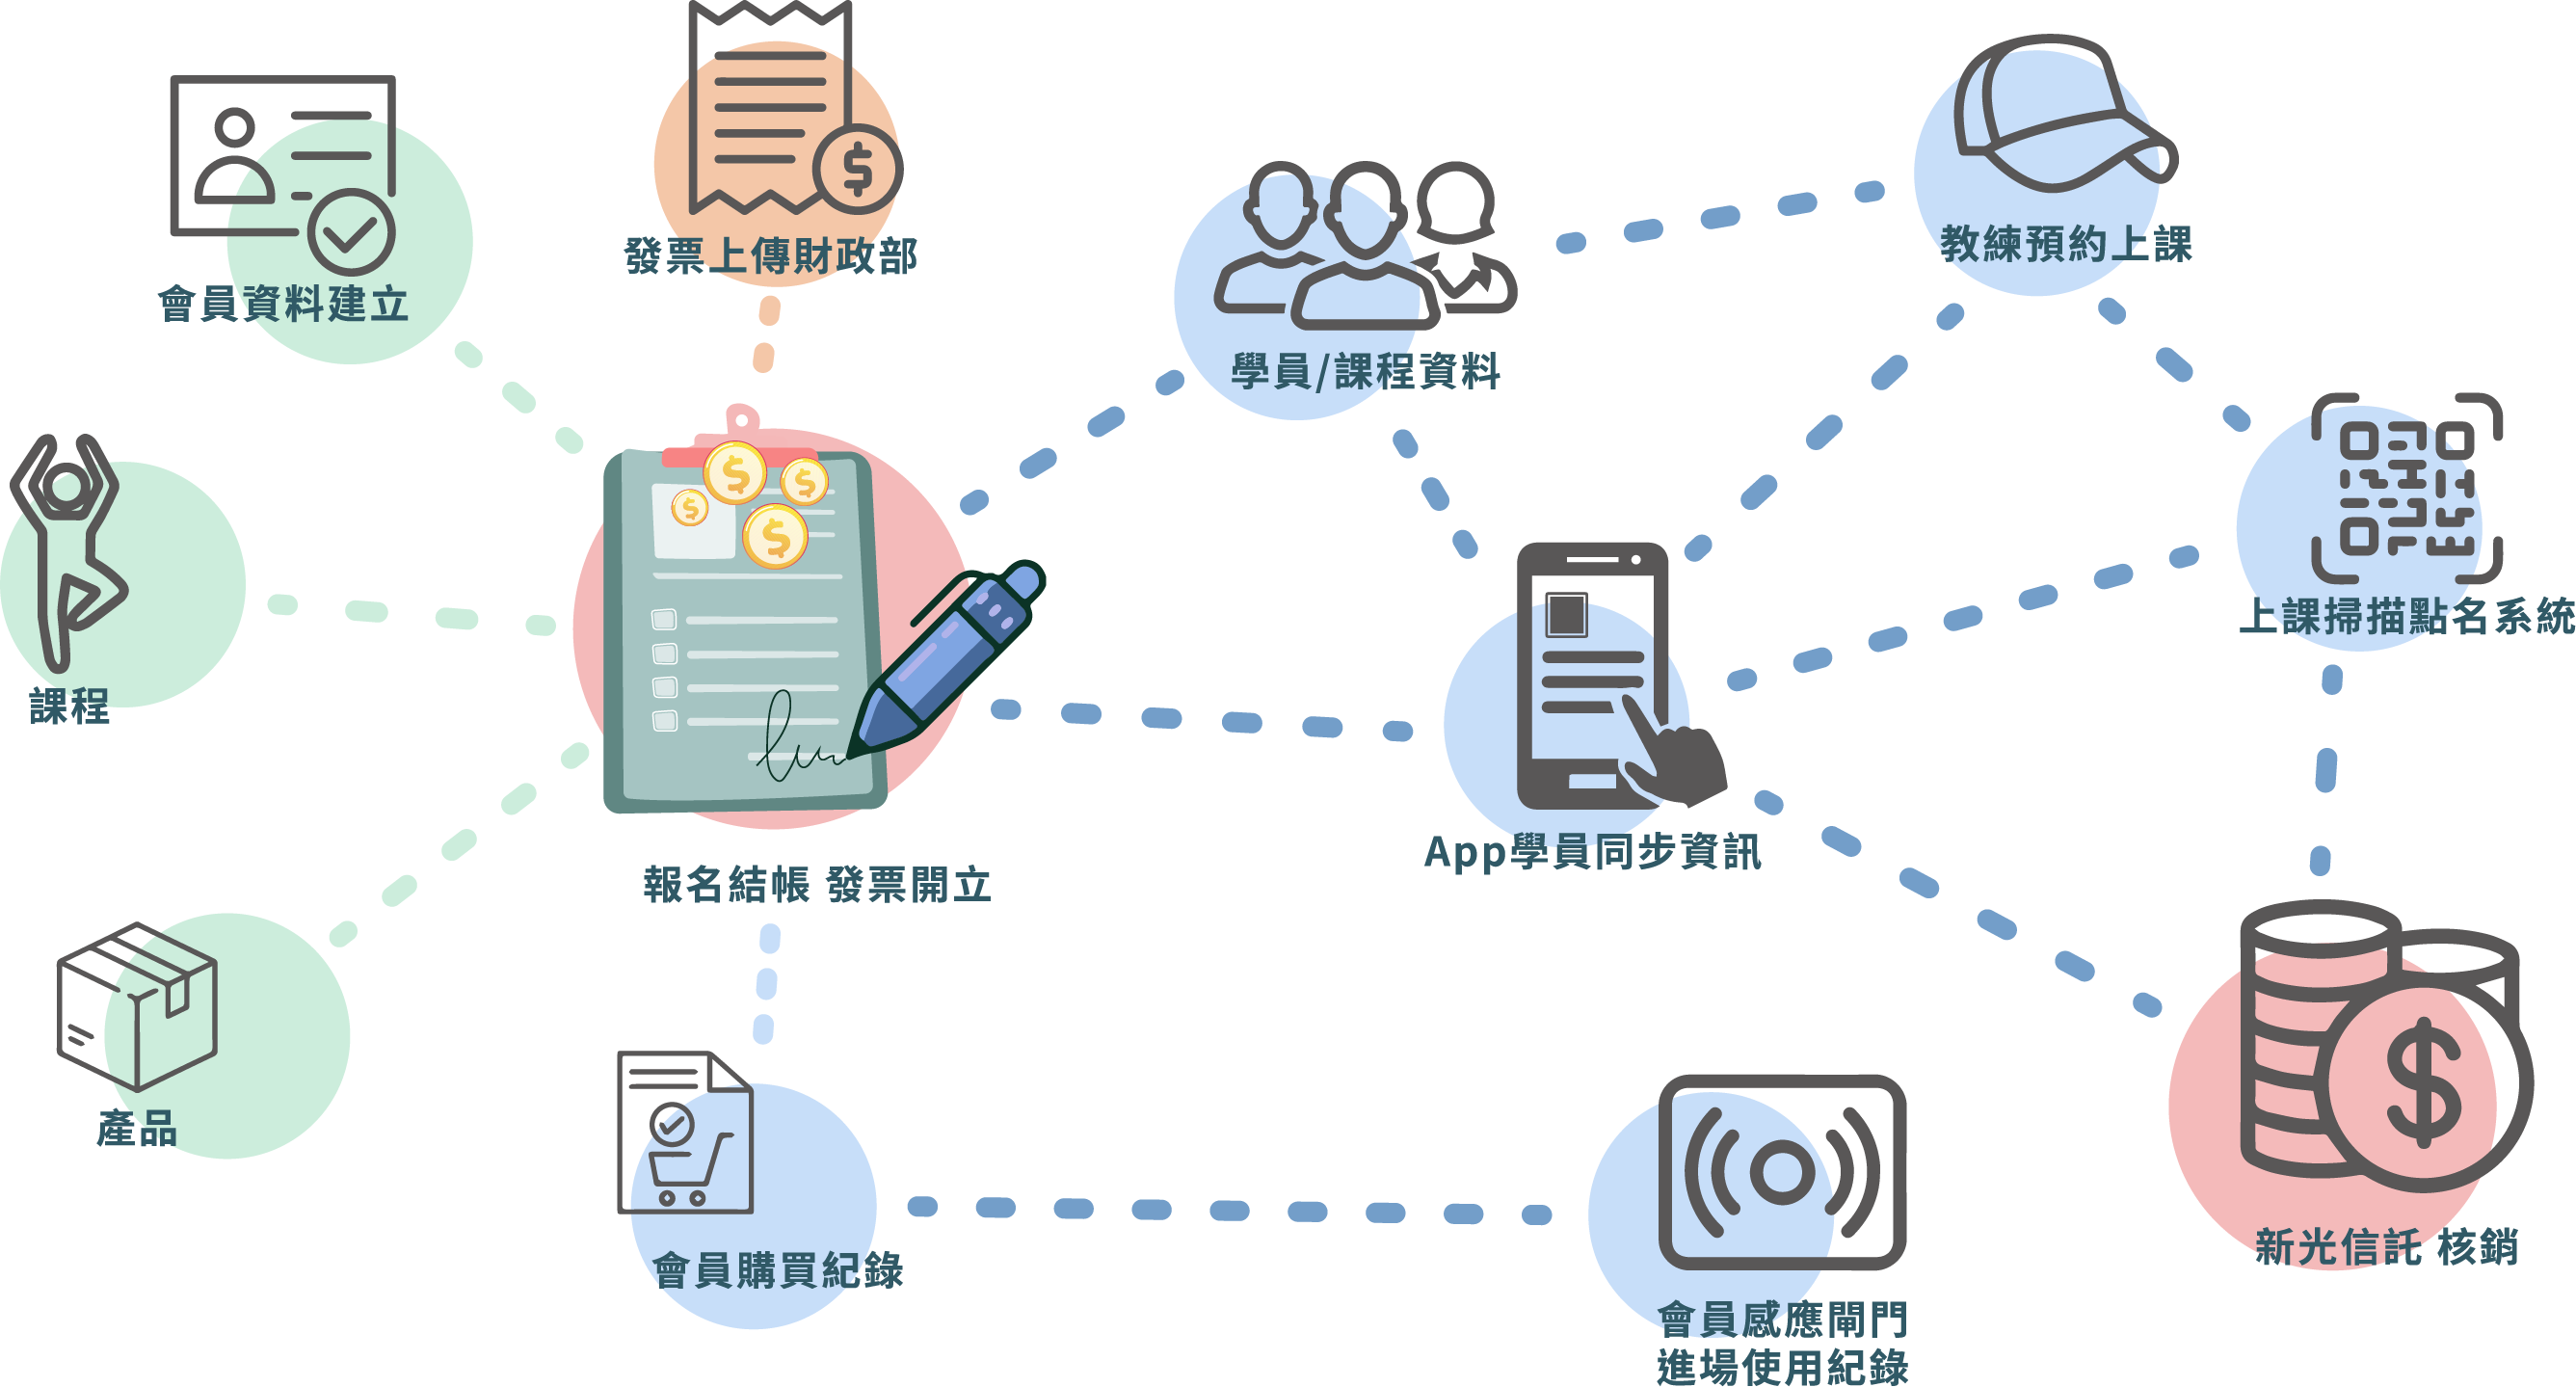 會員資料建立
發票上傳財政部
學員/課程資料
教練預約上課
課程
上課掃描點名系統
報名結帳 發票開立
App學員同步資訊
產品
會員購買紀錄
新光信託 核銷
會員感應閘門
進場使用紀錄